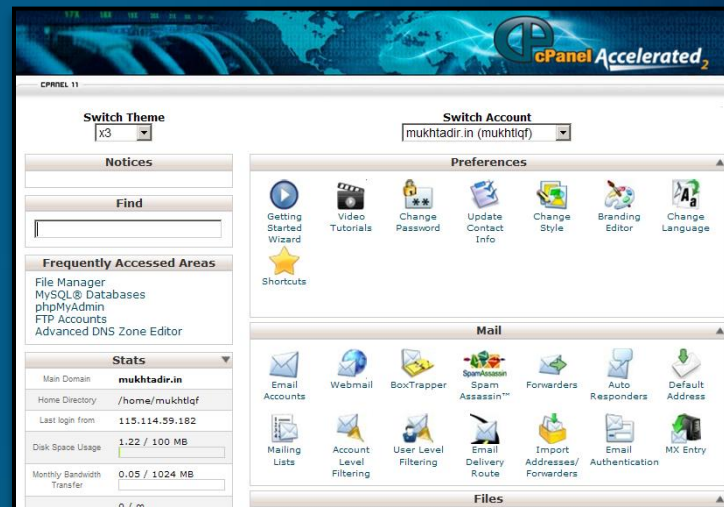 cPanel Accelerated2
CPANEL 11
Switch Theme
x3
Switch Account
mukhtadir.in (mukhtlqf)
Notices
Find
Frequently Accessed Areas
File Manager
MySQL® Databases
phpMyAdmin
FTP Accounts
Advanced DNS Zone Editor
Stats
Main Domain mukhtadir.in
Home Directory /home/mukhtlqf
Last login from 115.114.59.182
Disk Space Usage 1.22 / 100 MB
Monthly Bandwidth
Transfer
0.05 / 1024 MB
Preferences
Getting
Started
Wizard
Video
Tutorials
Change
Password
Update
Contact
Info
Change
Style
Branding
Editor
Change
Language
Shortcuts
Mail
Email
Accounts
Webmail
BoxTrapper
SpamAssassin
Spam
Assassin™
Forwarders
Auto
Responders
Default
Address
Mailing
Lists
Account
Level
Filtering
User Level
Filtering
Email
Delivery
Route
Import
Addresses/
Forwarders
Email
Authentication
MX Entry
Files